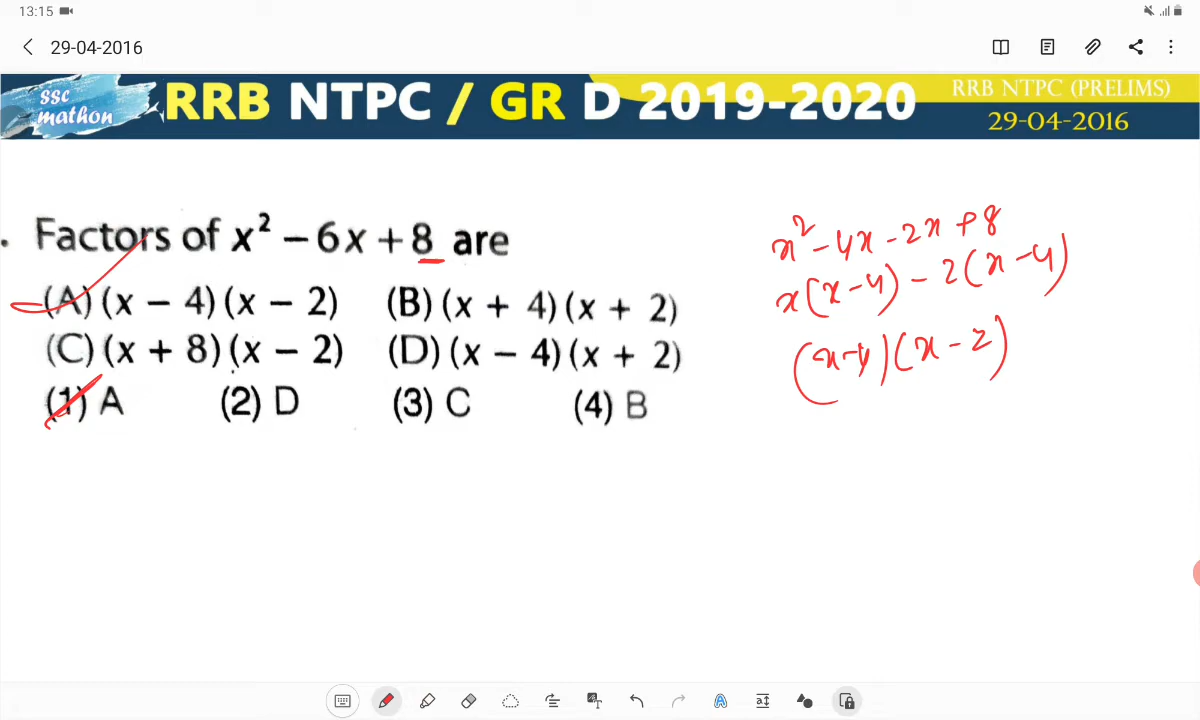 13:15
29-04-2016
ssc
mathon
RRB NTPC / GR D 2019-2020
RRB NTPC (PRELIMS)
29-04-2016
. Factors of x² – 6x + 8 are
(A) (x – 4) (x – 2) (B) (x + 4) (x + 2)
(C) (x + 8) (x – 2) (D) (x – 4) (x + 2)
(1) A (2) D (3) C (4) B
x² - 4x - 2x + 8
x(x-4) - 2(x-4)
(x-4)(x-2)